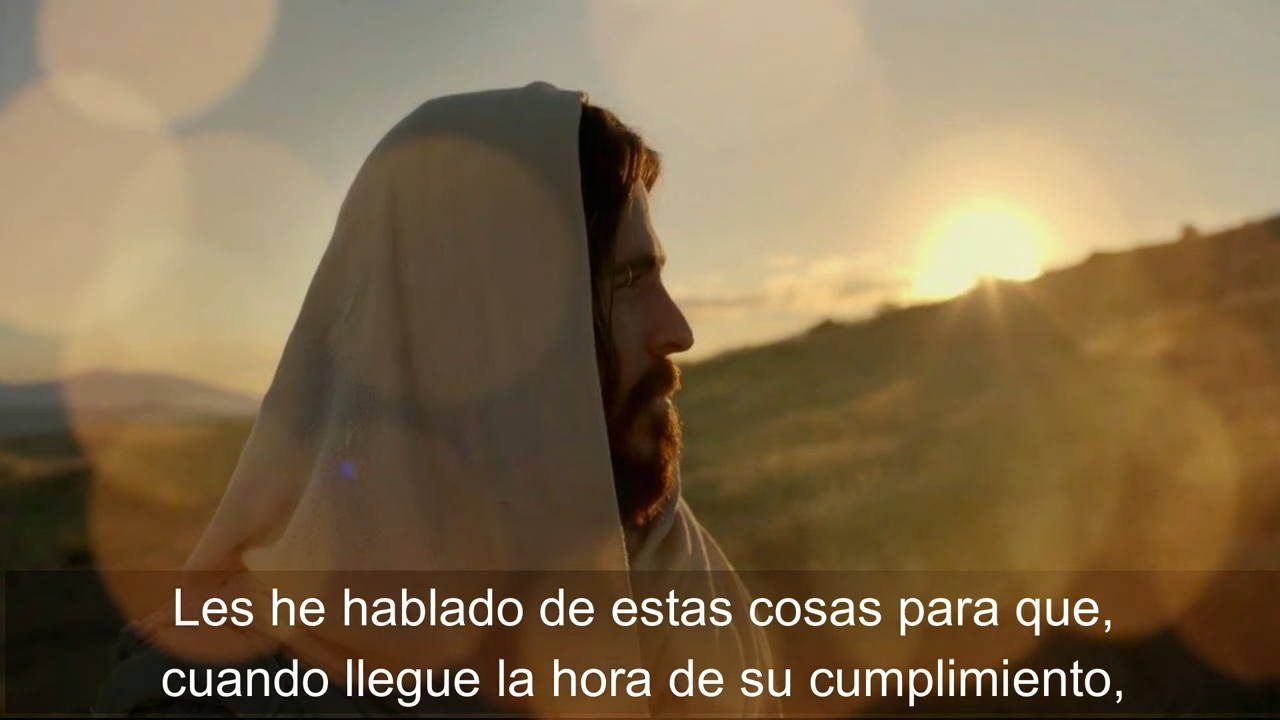 Les he hablado de estas cosas para que,
cuando llegue la hora de su cumplimiento,